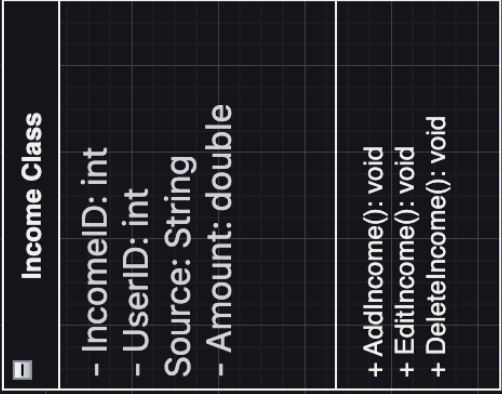 Income Class
- IncomeID: int
- UserID: int
Source: String
- Amount: double
+ AddIncome(): void
+ EditIncome(): void
+ DeleteIncome(): void